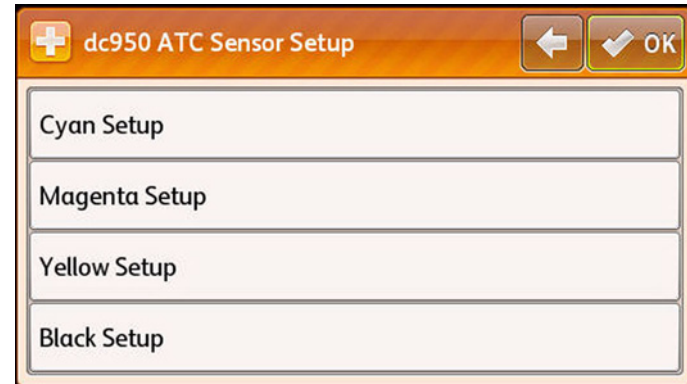 dc950 ATC Sensor Setup
OK
Cyan Setup
Magenta Setup
Yellow Setup
Black Setup